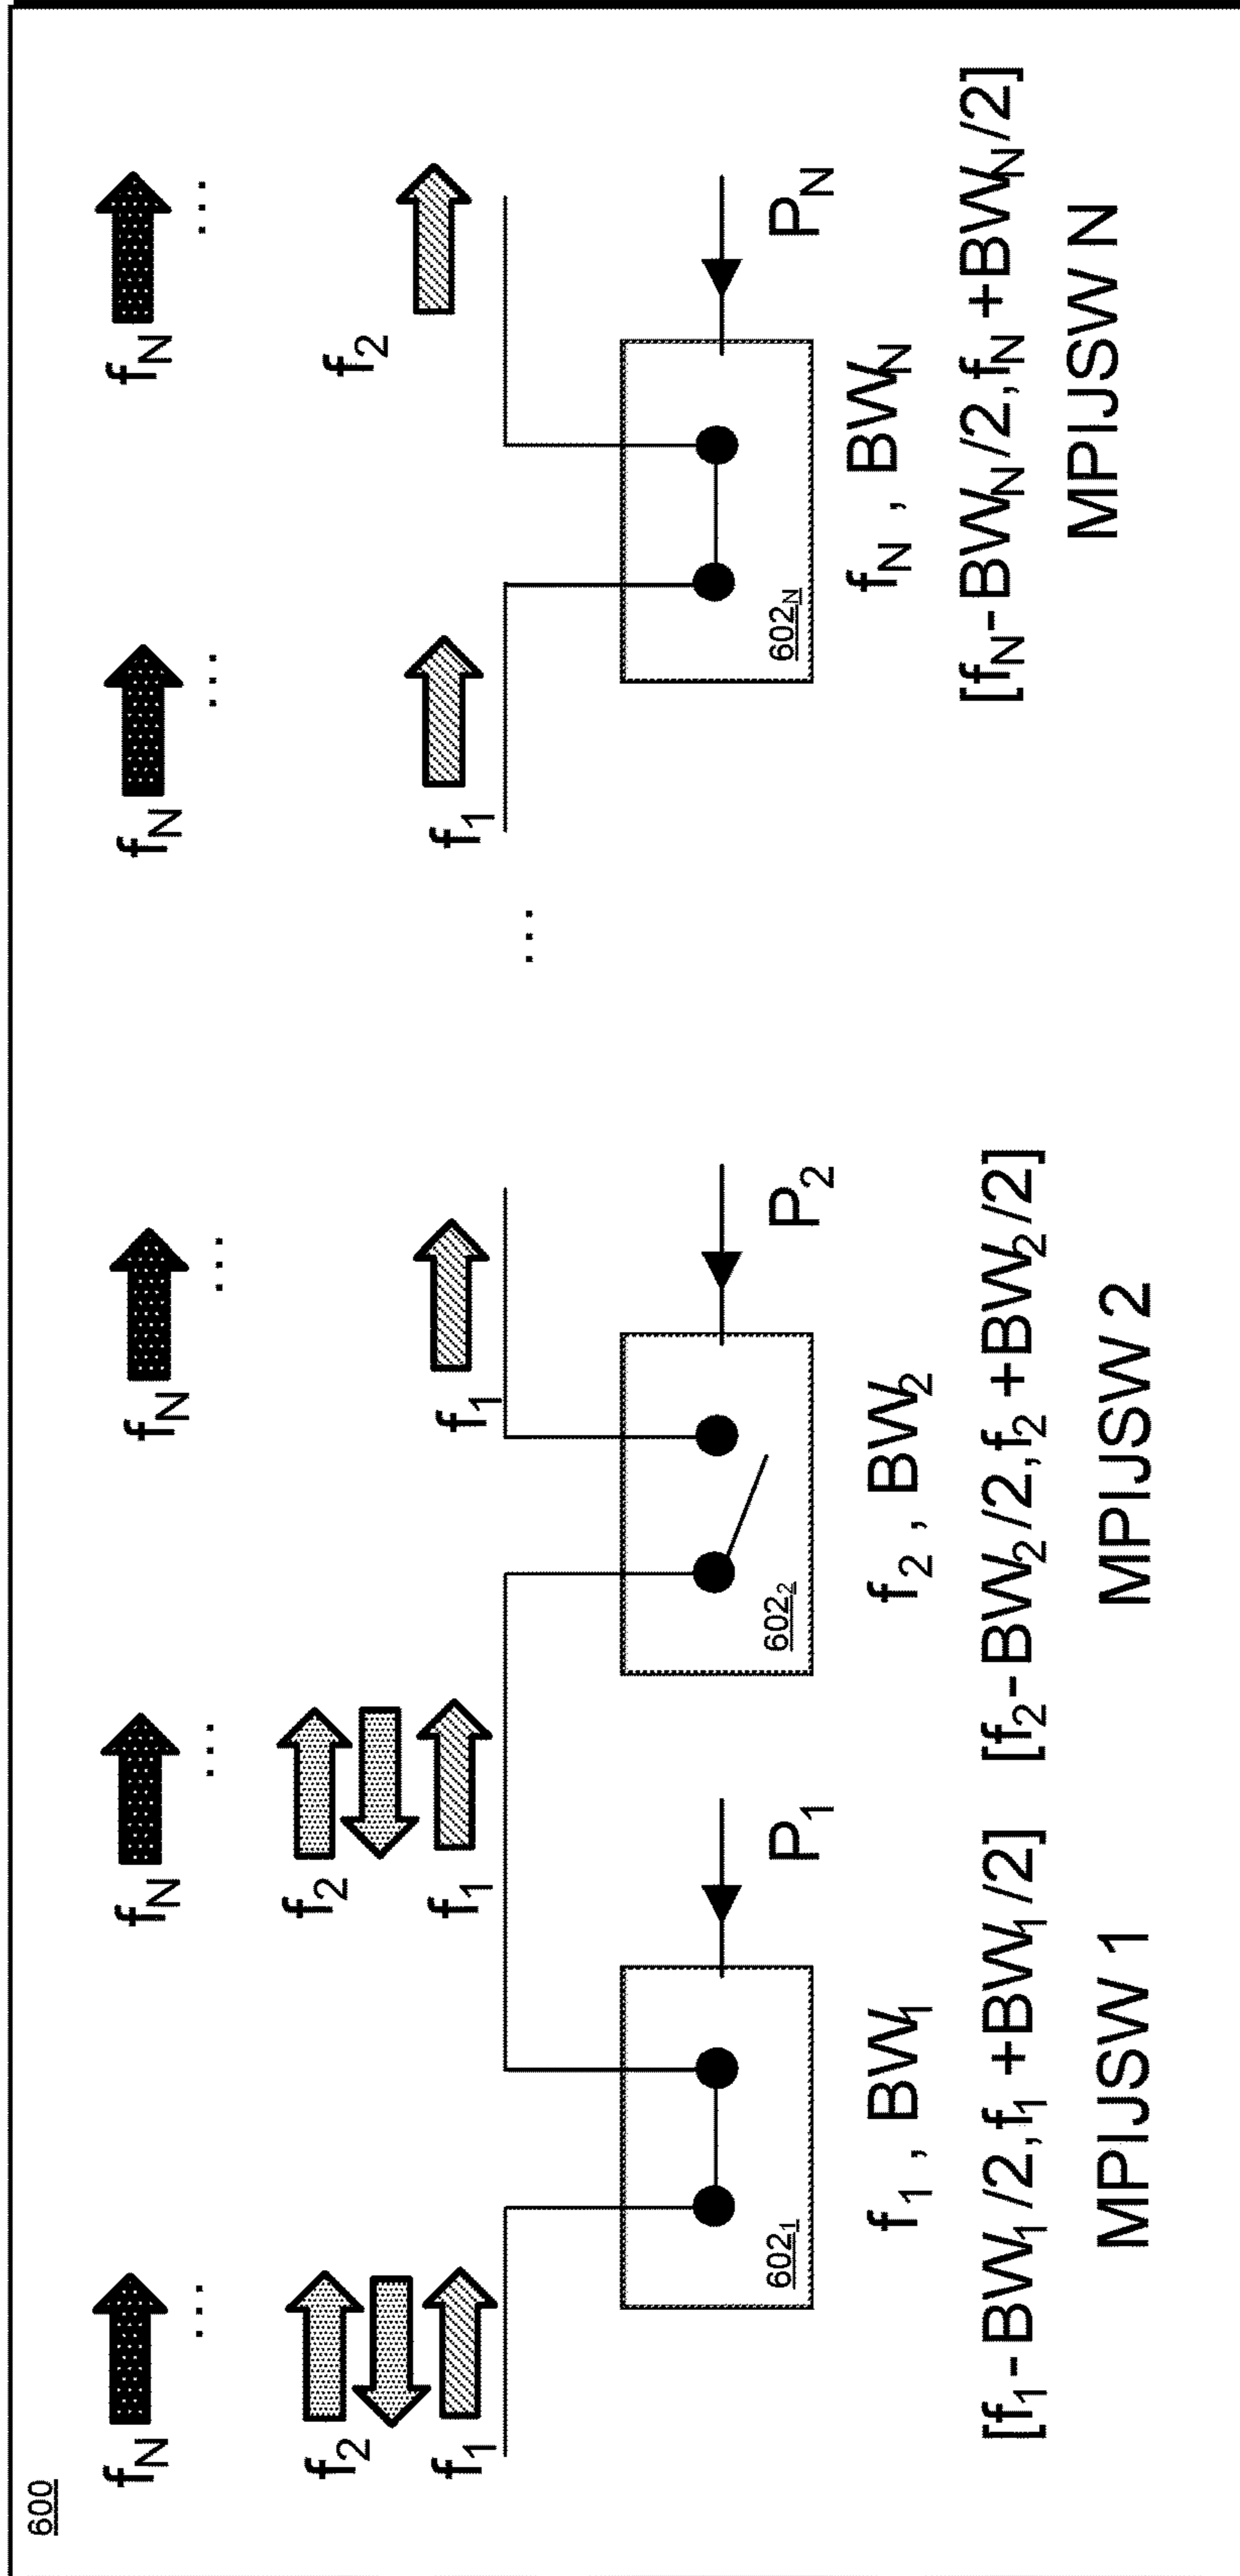 600
f_N f_N f_N f_N f_N
... ... ... ... ...
f_2 f_2 f_2
f_1 f_1 f_1 f_1
...
602_1 602_2 602_N
P_1 P_2 P_N
f_1 , BW_1 f_2 , BW_2 f_N , BW_N
[f_1-BW_1/2,f_1+BW_1/2] [f_2-BW_2/2,f_2+BW_2/2] [f_N-BW_N/2,f_N+BW_N/2]
MPIJSW 1 MPIJSW 2 MPIJSW N